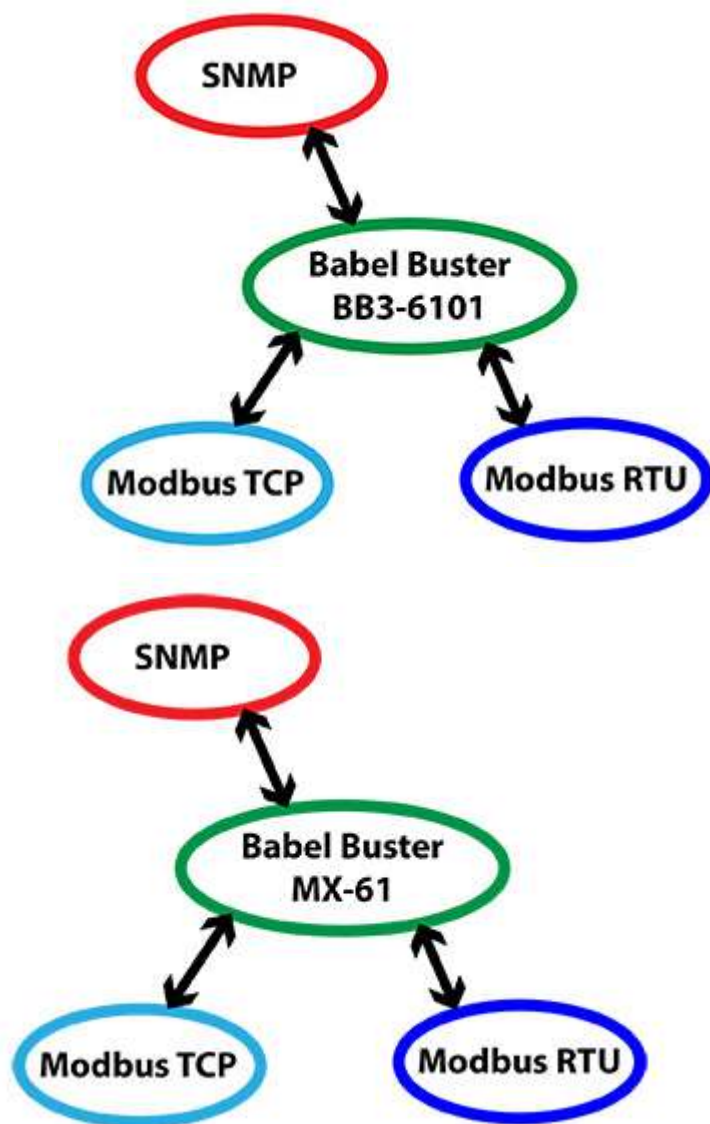 SNMP
Babel Buster
BB3-6101
Modbus TCP
Modbus RTU
SNMP
Babel Buster
MX-61
Modbus TCP
Modbus RTU